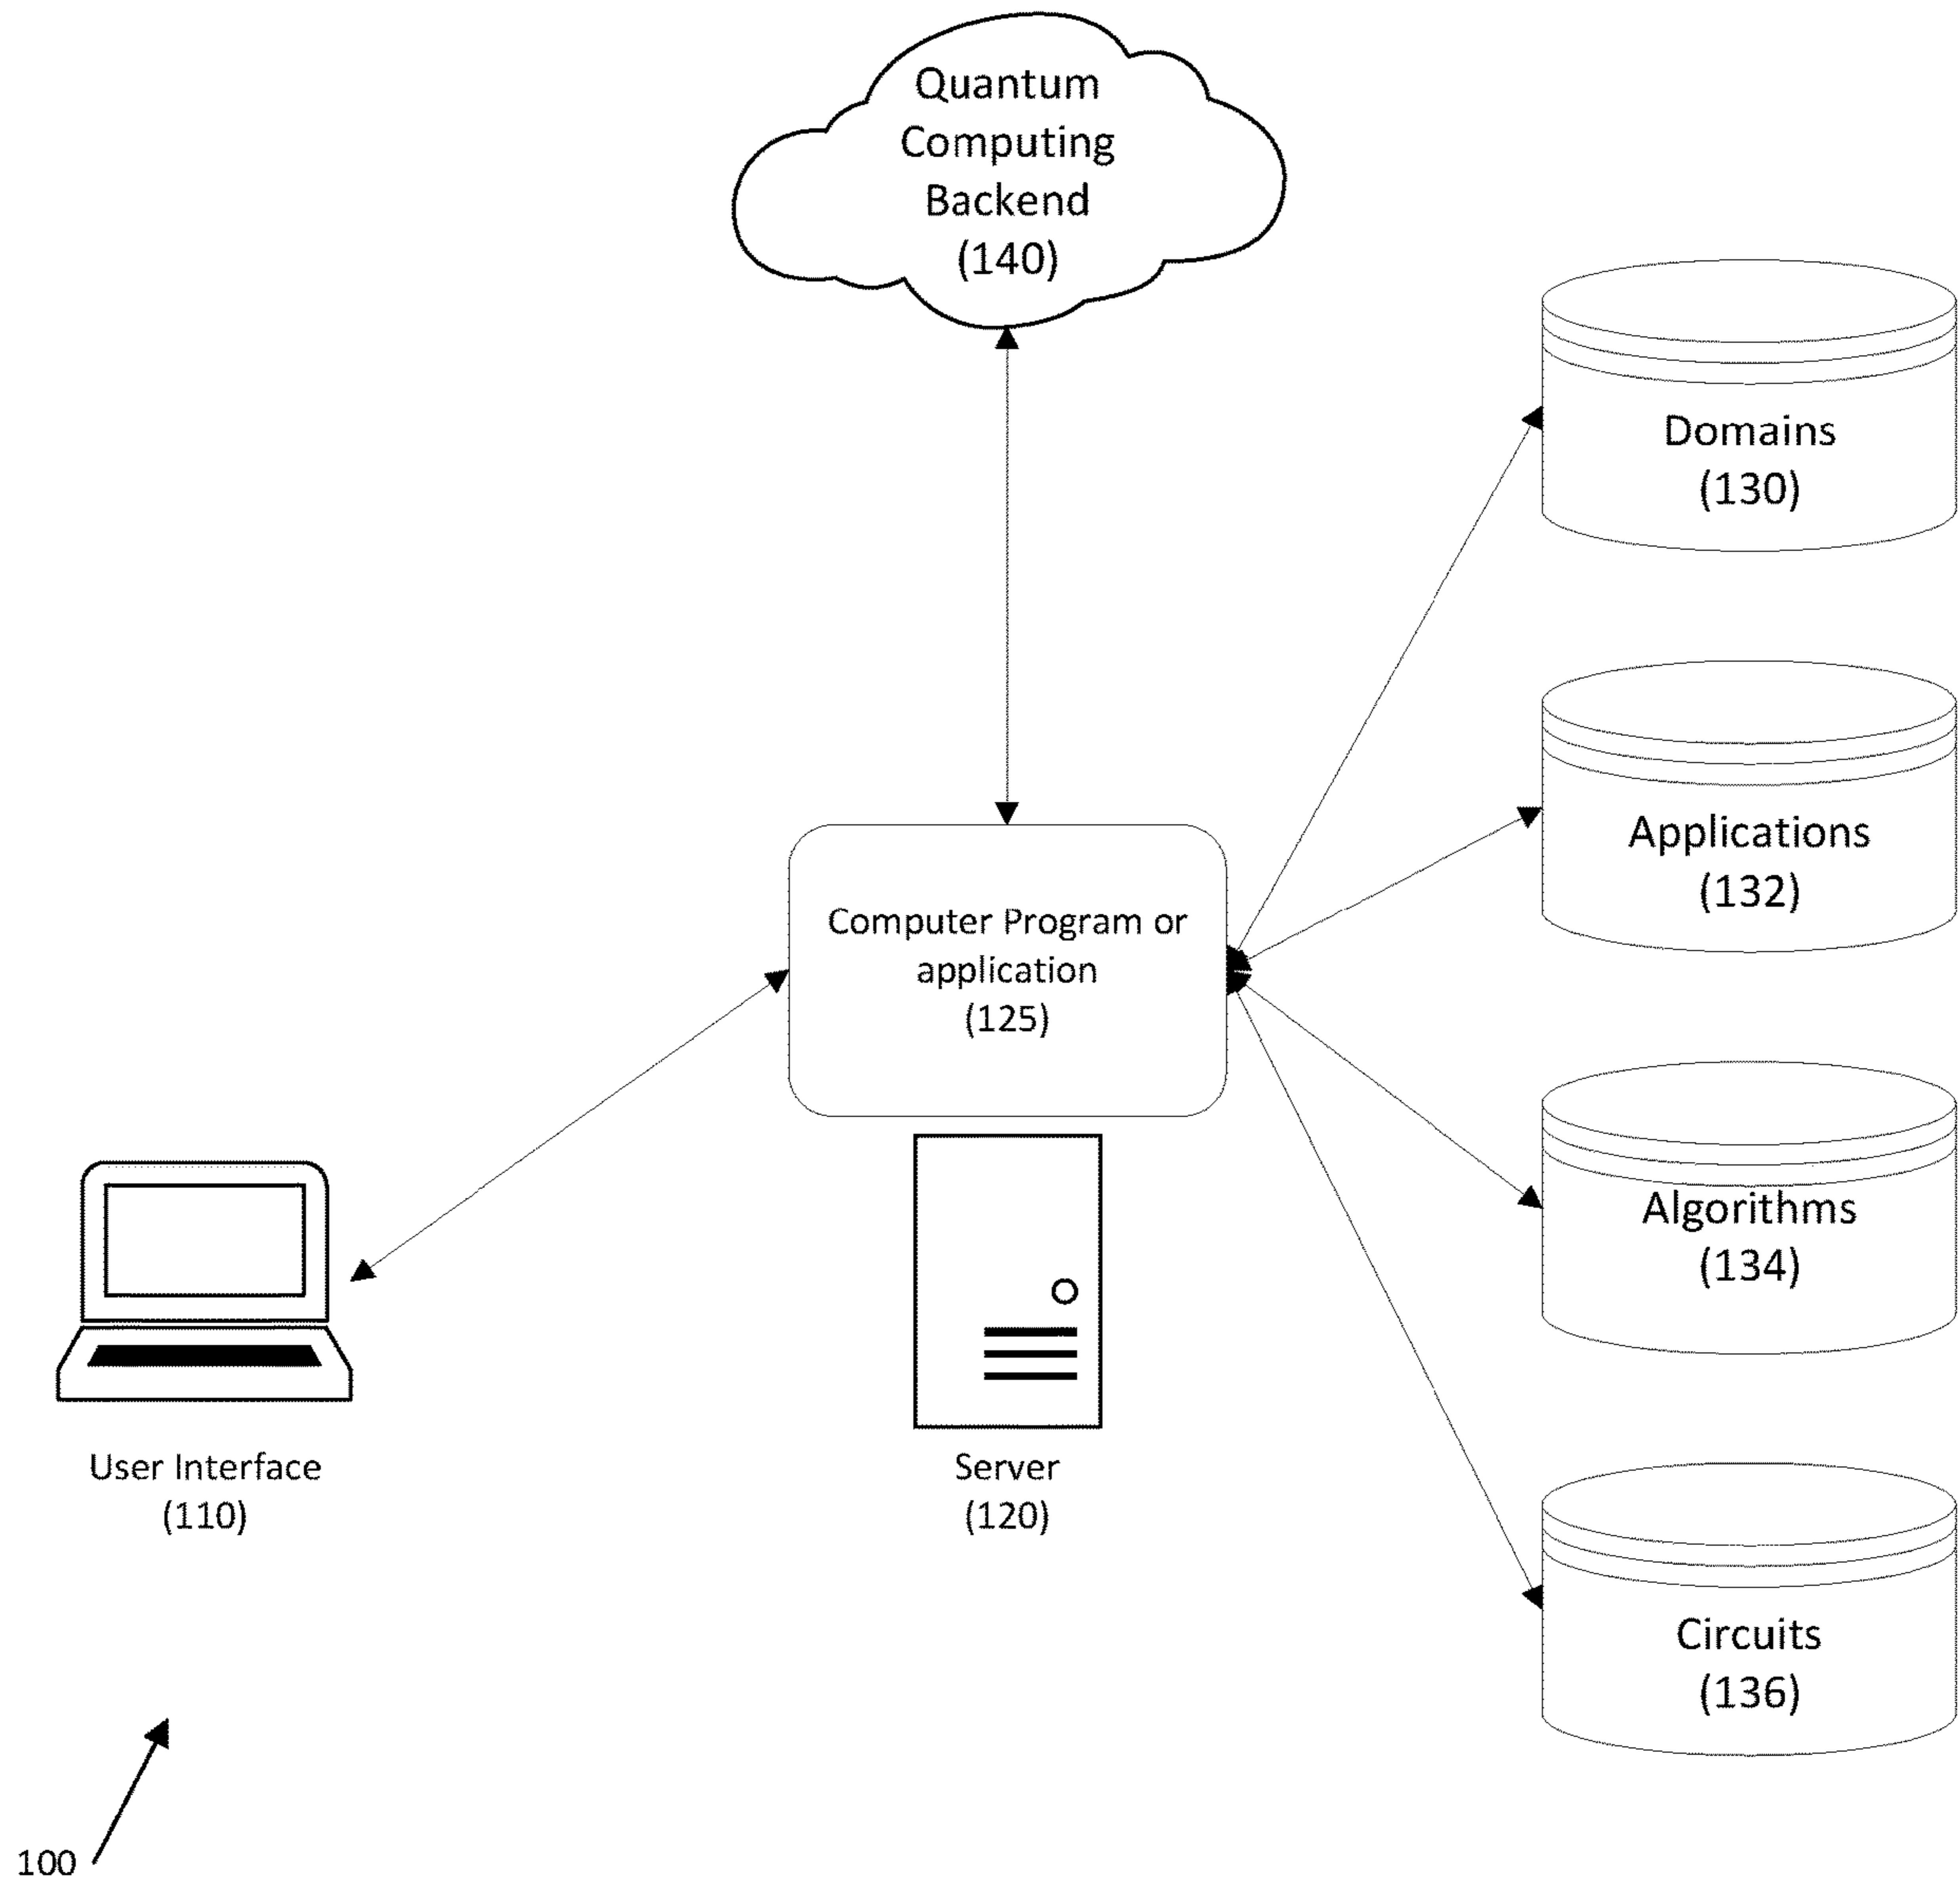 Quantum
Computing
Backend
(140)
Domains
(130)
Applications
(132)
Computer Program or
application
(125)
Algorithms
(134)
User Interface
(110)
Server
(120)
Circuits
(136)
100